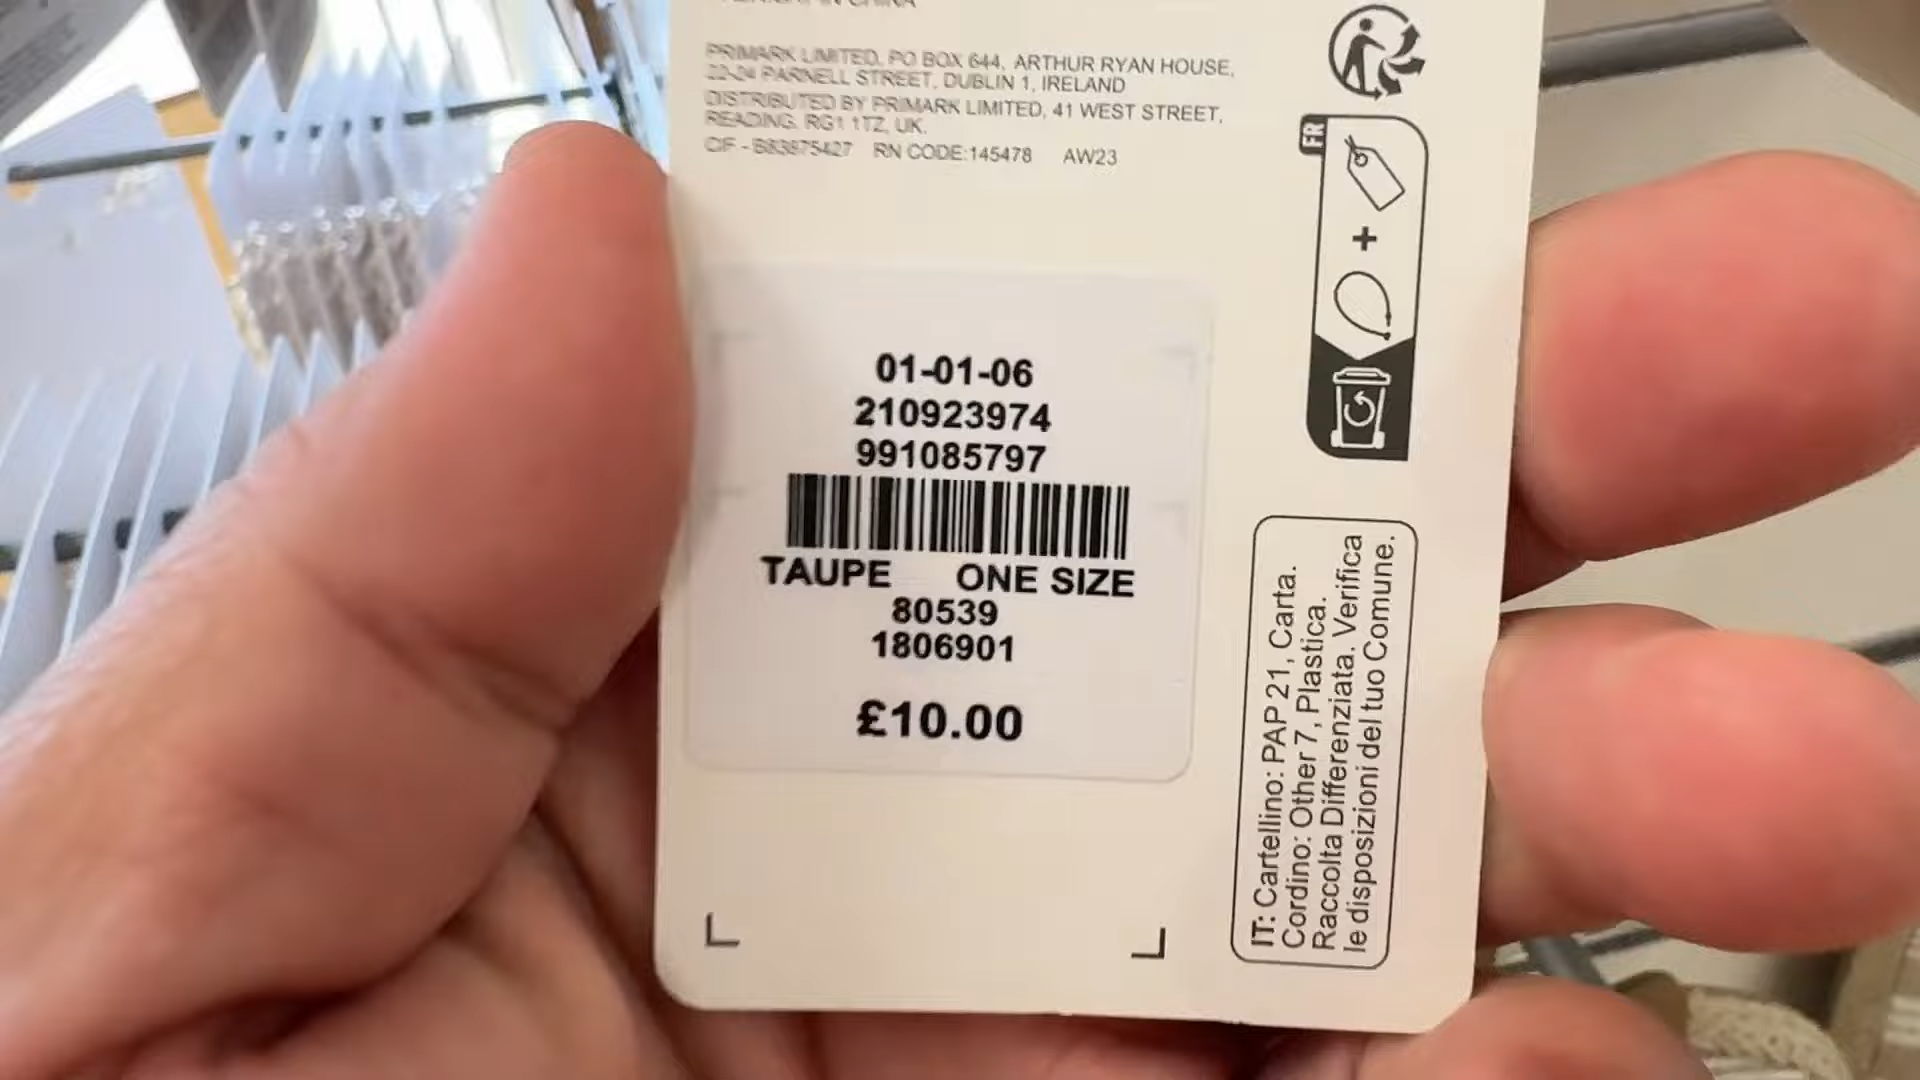 PRIMARK LIMITED, PO BOX 644, ARTHUR RYAN HOUSE,
22-24 PARNELL STREET, DUBLIN 1, IRELAND
DISTRIBUTED BY PRIMARK LIMITED, 41 WEST STREET,
READING, RG1 1TZ, UK.
CIF - B83875427 RN CODE:145478 AW23
FR
01-01-06
210923974
991085797
TAUPE ONE SIZE
80539
1806901
£10.00
IT: Cartellino: PAP 21, Carta.
Cordino: Other 7, Plastica.
Raccolta Differenziata. Verifica
le disposizioni del tuo Comune.